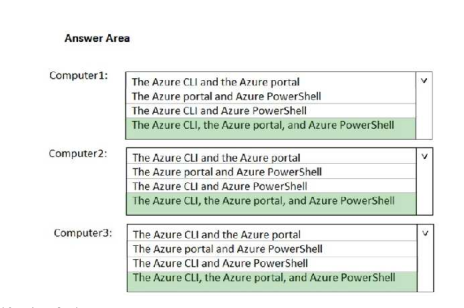 Answer Area
Computer1:
The Azure CLI and the Azure portal
The Azure portal and Azure PowerShell
The Azure CLI and Azure PowerShell
The Azure CLI, the Azure portal, and Azure PowerShell
Computer2:
The Azure CLI and the Azure portal
The Azure portal and Azure PowerShell
The Azure CLI and Azure PowerShell
The Azure CLI, the Azure portal, and Azure PowerShell
Computer3:
The Azure CLI and the Azure portal
The Azure portal and Azure PowerShell
The Azure CLI and Azure PowerShell
The Azure CLI, the Azure portal, and Azure PowerShell